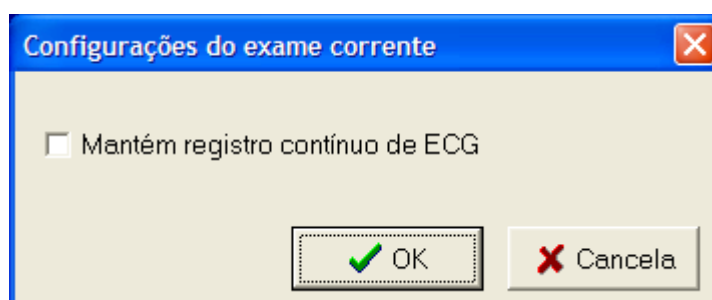 Configurações do exame corrente
Mantém registro contínuo de ECG
OK
Cancela